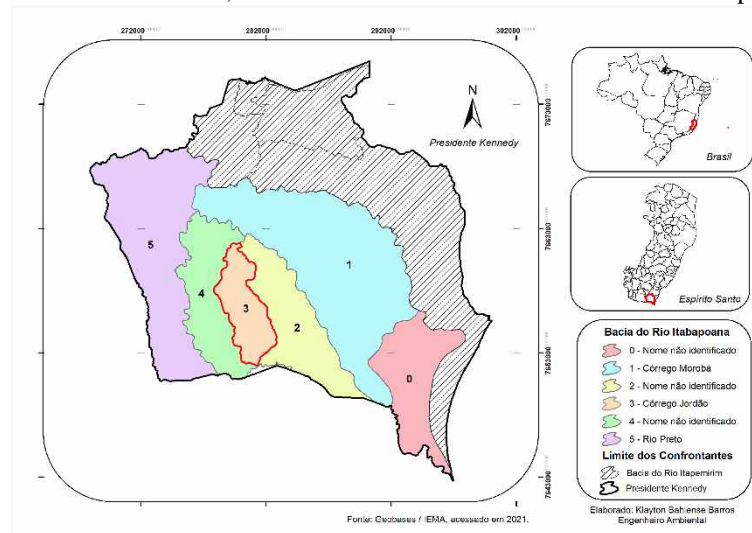 272000
282000
292000
302000
N
Presidente Kennedy
7673000
7663000
7653000
7643000
5
4
3
2
1
0
Fonte: Geobases / IEMA, acessado em 2021.
Brasil
Espírito Santo
Bacia do Rio Itabapoana
0 - Nome não identificado
1 - Córrego Morobá
2 - Nome não identificado
3 - Córrego Jordão
4 - Nome não identificado
5 - Rio Preto
Limite dos Confrontantes
Bacia do Rio Itapemirim
Presidente Kennedy
Elaborado: Klayton Bahiense Barros
Engenheiro Ambiental